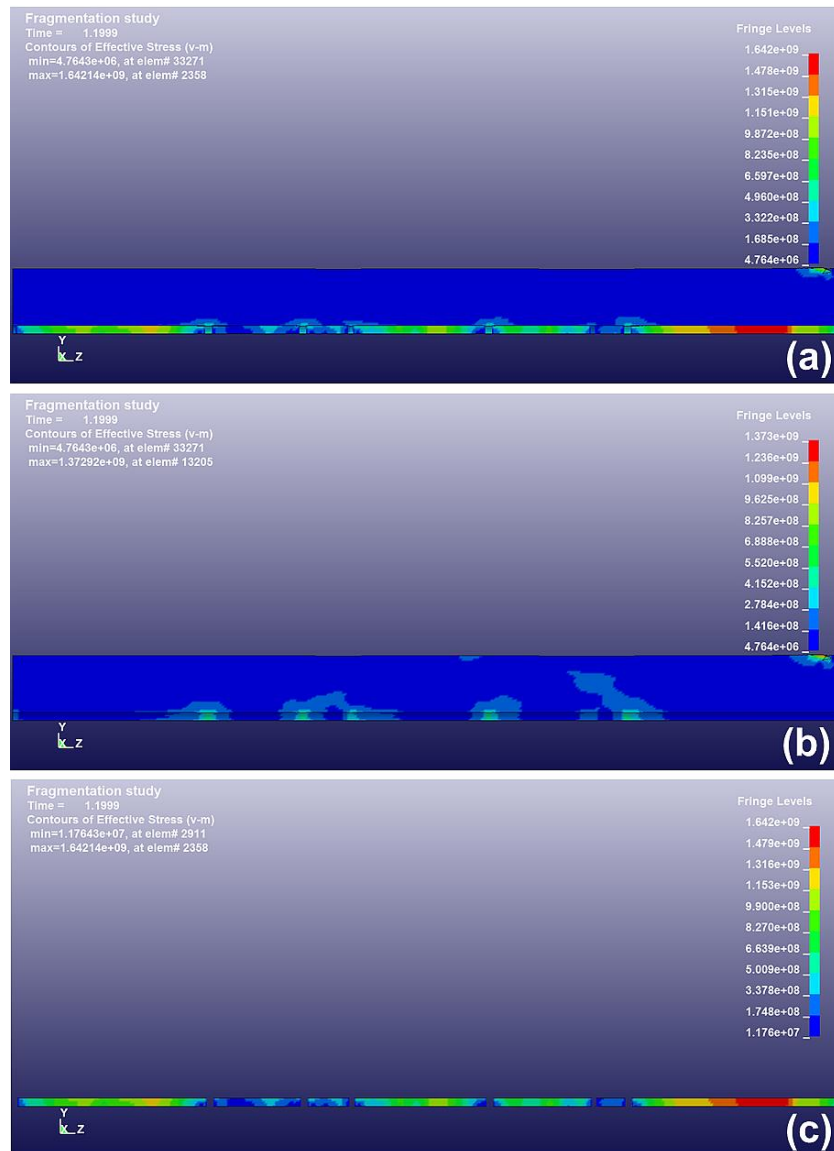 Fragmentation study
Time = 1.1999
Contours of Effective Stress (v-m)
min=4.7643e+06, at elem# 33271
max=1.64214e+09, at elem# 2358
Fringe Levels
1.642e+09
1.478e+09
1.315e+09
1.151e+09
9.872e+08
8.235e+08
6.597e+08
4.960e+08
3.322e+08
1.685e+08
4.764e+06
Y
X Z
(a)
Fragmentation study
Time = 1.1999
Contours of Effective Stress (v-m)
min=4.7643e+06, at elem# 33271
max=1.37292e+09, at elem# 13205
Fringe Levels
1.373e+09
1.236e+09
1.099e+09
9.625e+08
8.257e+08
6.888e+08
5.520e+08
4.152e+08
2.784e+08
1.416e+08
4.764e+06
Y
X Z
(b)
Fragmentation study
Time = 1.1999
Contours of Effective Stress (v-m)
min=1.17643e+07, at elem# 2911
max=1.64214e+09, at elem# 2358
Fringe Levels
1.642e+09
1.479e+09
1.316e+09
1.153e+09
9.900e+08
8.270e+08
6.639e+08
5.009e+08
3.378e+08
1.748e+08
1.176e+07
Y
X Z
(c)